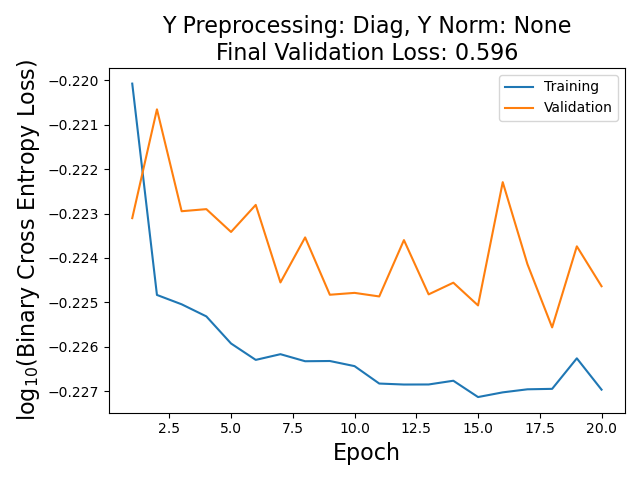 Y Preprocessing: Diag, Y Norm: None
Final Validation Loss: 0.596
log₁₀(Binary Cross Entropy Loss)
−0.220
−0.221
−0.222
−0.223
−0.224
−0.225
−0.226
−0.227
Training
Validation
2.5 5.0 7.5 10.0 12.5 15.0 17.5 20.0
Epoch